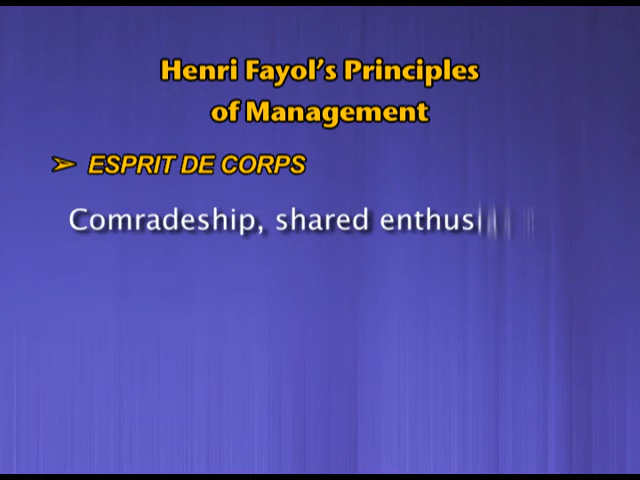 Henri Fayol's Principles
of Management
➢ ESPRIT DE CORPS
Comradeship, shared